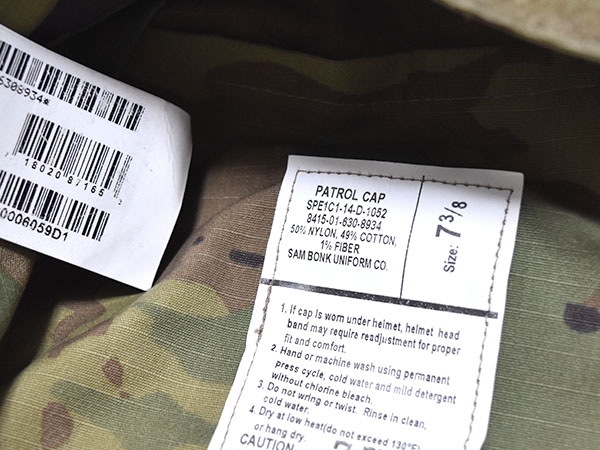 6308934*
18020 87165 2
0006059D1
PATROL CAP
SPE1C1-14-D-1052
8415-01-630-8934
50% NYLON, 49% COTTON,
1% FIBER
SAM BONK UNIFORM CO.
Size: 7 3/8
1. If cap is worn under helmet, helmet head
band may require readjustment for proper
fit and comfort.
2. Hand or machine wash using permanent
press cycle, cold water and mild detergent
without chlorine bleach.
3. Do not wring or twist. Rinse in clean,
cold water.
4. Dry at low heat(do not exceed 130°F)
or hang dry.
CAUTION